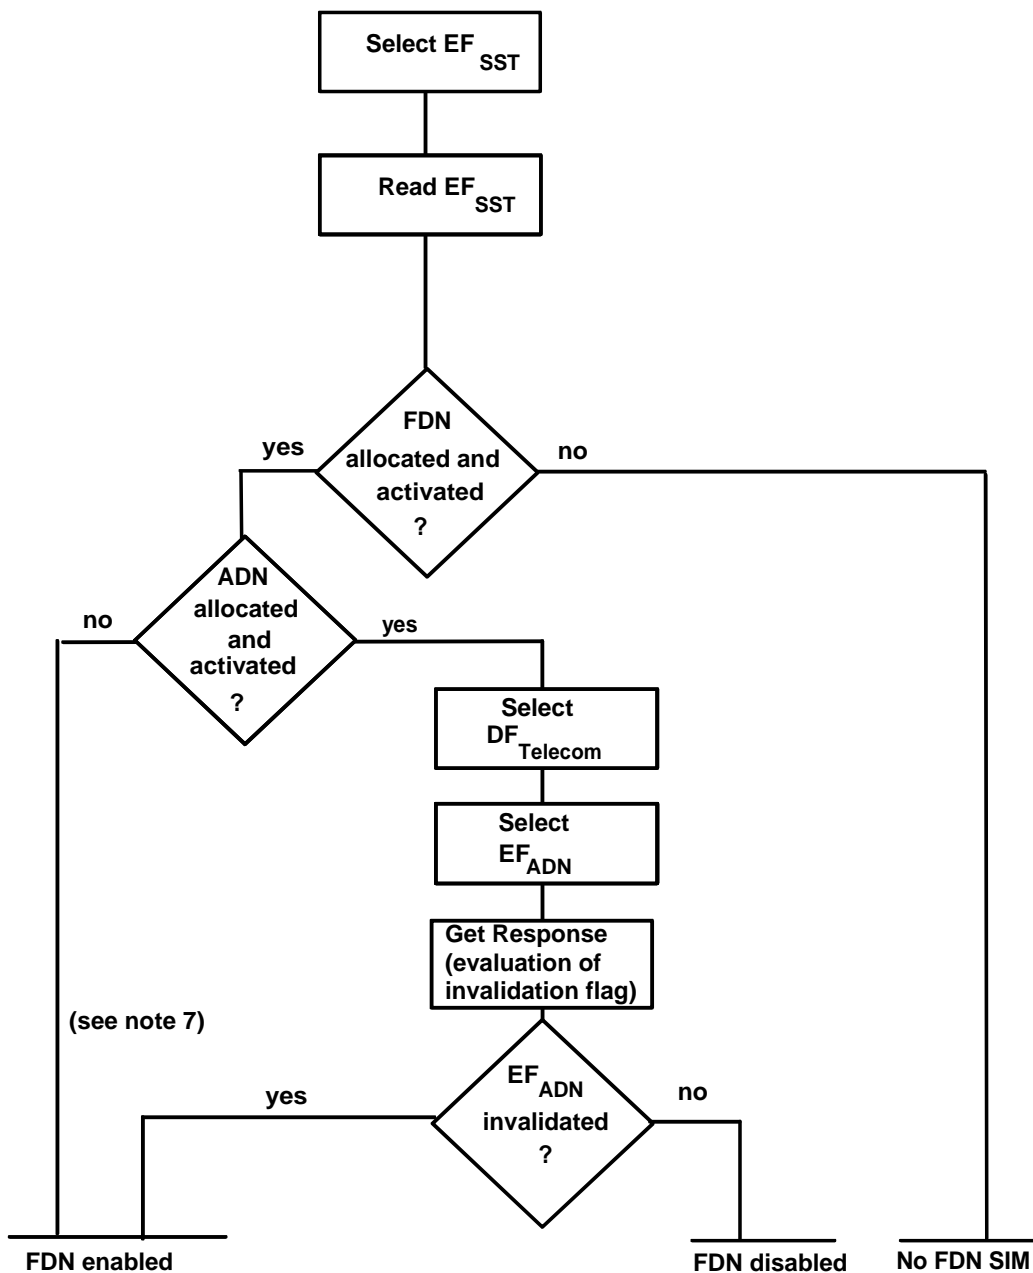 Select EF SST
Read EF SST
FDN
allocated and
activated
?
yes
no
ADN
allocated
and
activated
?
no
yes
Select
DF Telecom
Select
EF ADN
Get Response
(evaluation of
invalidation flag)
(see note 7)
EF ADN
invalidated
?
yes
no
FDN enabled
FDN disabled
No FDN SIM